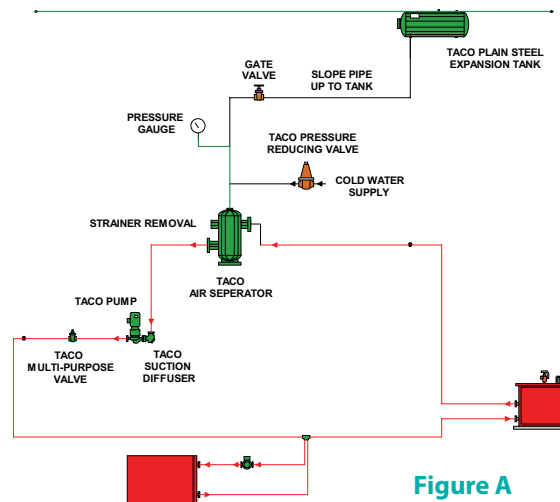 TACO PLAIN STEEL
EXPANSION TANK
GATE
VALVE
SLOPE PIPE
UP TO TANK
PRESSURE
GAUGE
TACO PRESSURE
REDUCING VALVE
COLD WATER
SUPPLY
STRAINER REMOVAL
TACO
AIR SEPERATOR
TACO PUMP
TACO
MULTI-PURPOSE
VALVE
TACO
SUCTION
DIFFUSER
Figure A